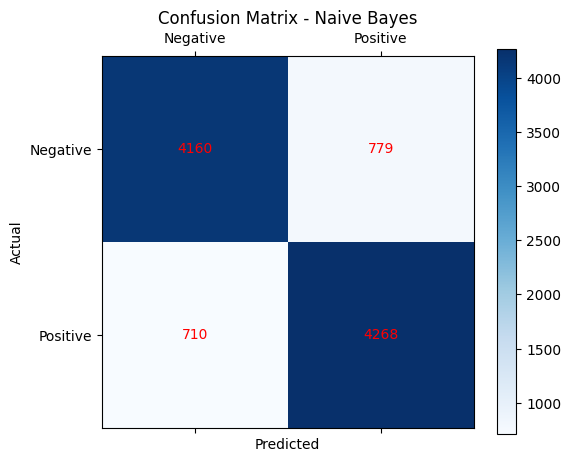 Confusion Matrix - Naive Bayes
Negative Positive
4000
3500
3000
2500
2000
1500
1000
Actual
Negative 4160 779
Positive 710 4268
Predicted